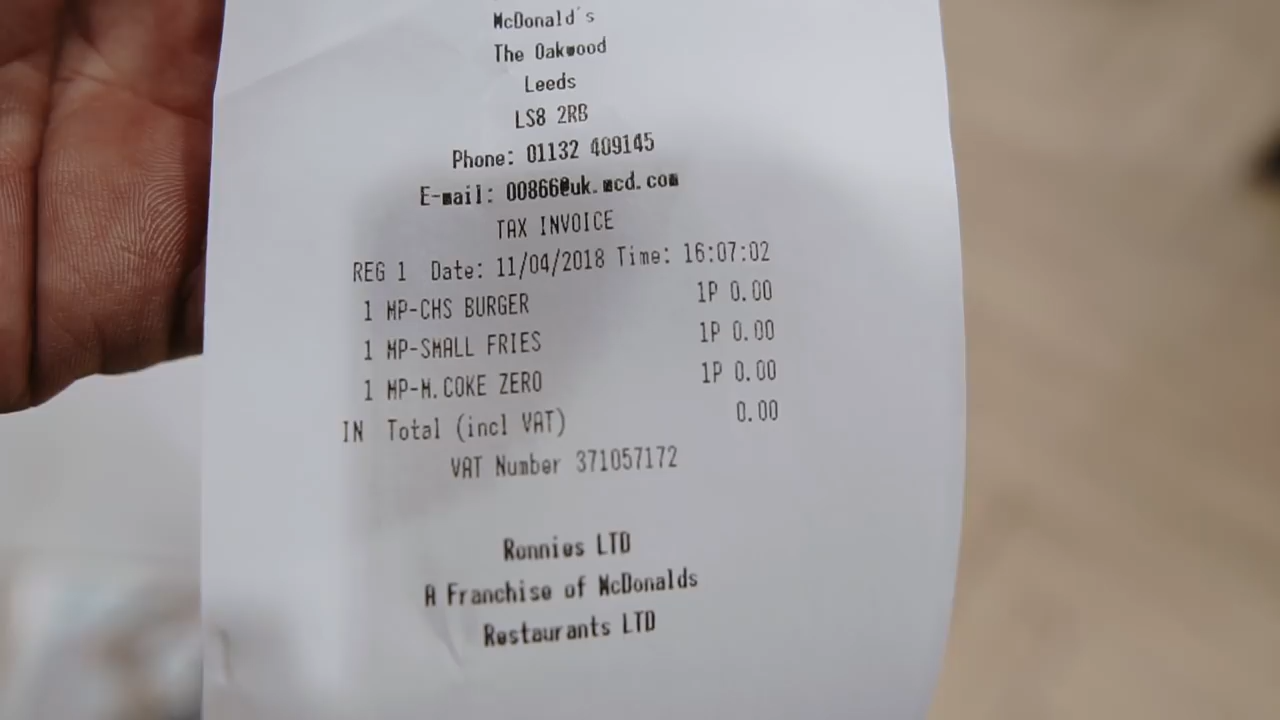 McDonald's
The Oakwood
Leeds
LS8 2RB
Phone: 01132 409145
E-mail: 00866@uk.mcd.com
TAX INVOICE
REG 1 Date: 11/04/2018 Time: 16:07:02
1 MP-CHS BURGER 1P 0.00
1 MP-SMALL FRIES 1P 0.00
1 MP-M.COKE ZERO 1P 0.00
IN Total (incl VAT) 0.00
VAT Number 371057172
Ronnies LTD
A Franchise of McDonalds
Restaurants LTD